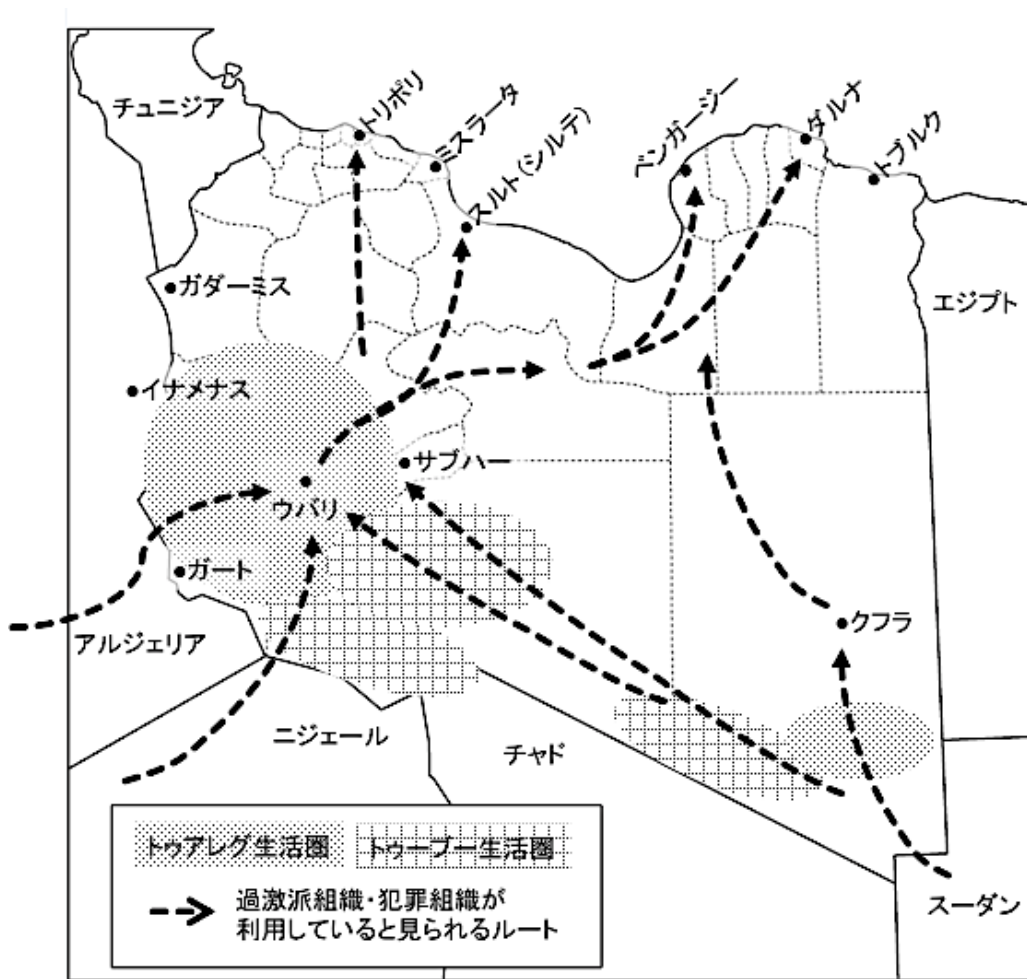 チュニジア
トリポリ
ミスラータ
スルト(シルテ)
ベンガージー
ダルナ
トブルク
ガダーミス
エジプト
イナメナス
サブハー
ウバリ
ガート
クフラ
アルジェリア
ニジェール
チャド
スーダン
トゥアレグ生活圏
トゥーブー生活圏
過激派組織・犯罪組織が
利用していると見られるルート